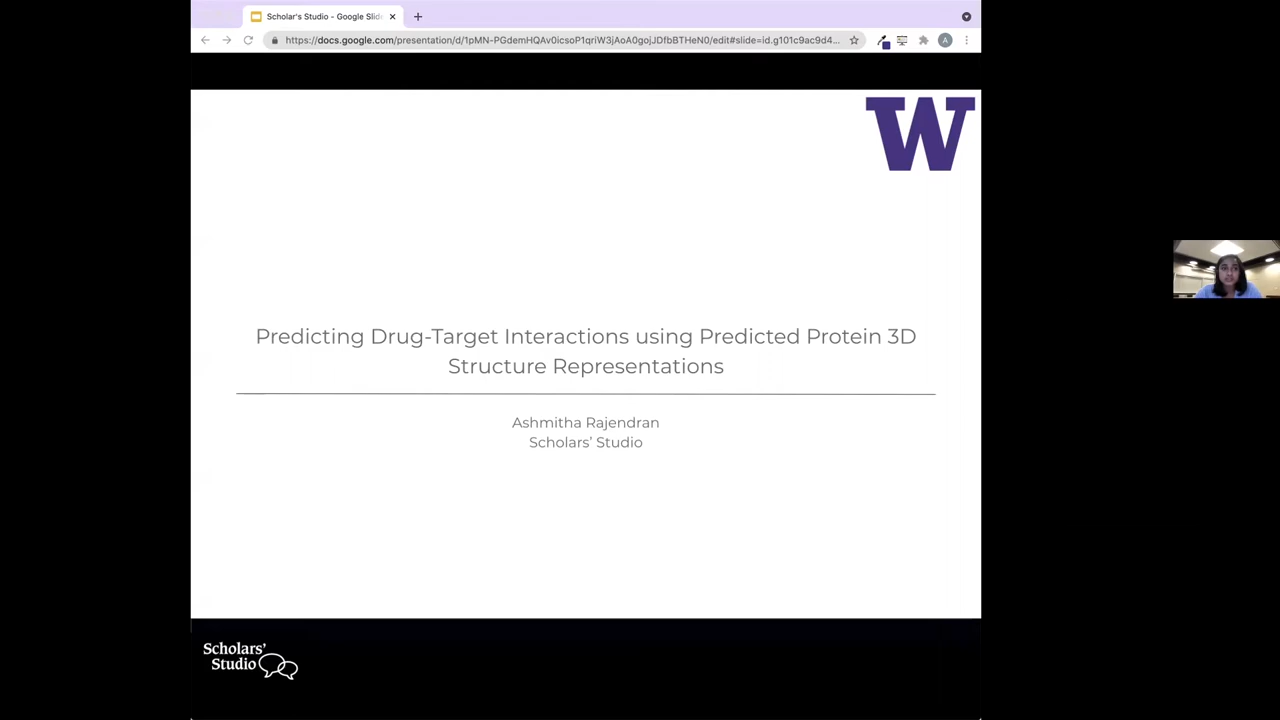 Scholar's Studio - Google Slide
https://docs.google.com/presentation/d/1pMN-PGdemHQAv0icsoP1qriW3jAoA0gojJDfbBTHeN0/edit#slide=id.g101c9ac9d4...
A
W
Predicting Drug-Target Interactions using Predicted Protein 3D
Structure Representations
Ashmitha Rajendran
Scholars' Studio
Scholars'
Studio